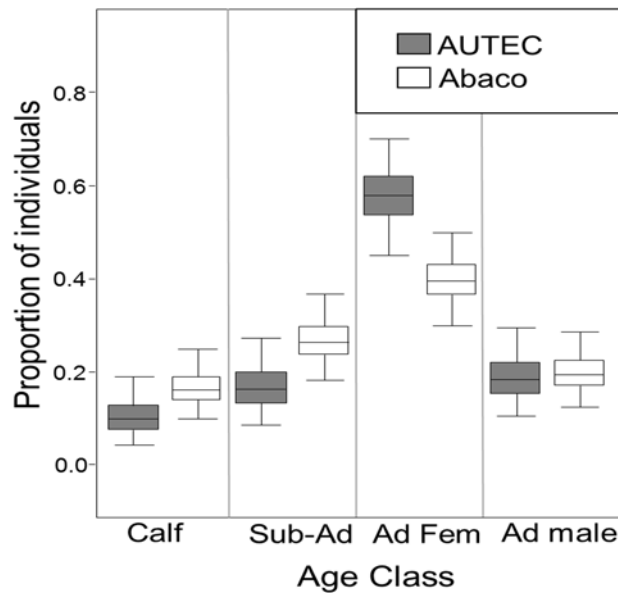 AUTEC
Abaco
Proportion of individuals
0.8
0.6
0.4
0.2
0.0
Calf Sub-Ad Ad Fem Ad male
Age Class